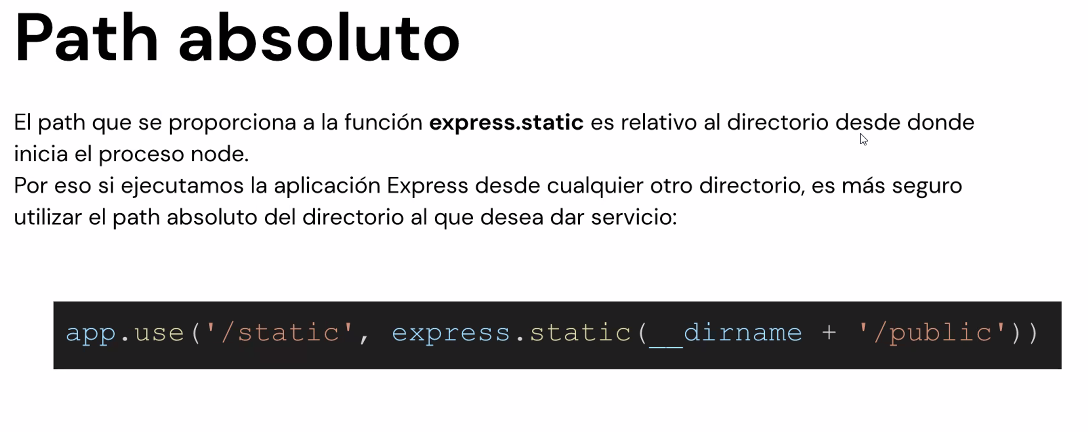 Path absoluto
El path que se proporciona a la función express.static es relativo al directorio desde donde
inicia el proceso node.
Por eso si ejecutamos la aplicación Express desde cualquier otro directorio, es más seguro
utilizar el path absoluto del directorio al que desea dar servicio:
app.use('/static', express.static(__dirname + '/public'))